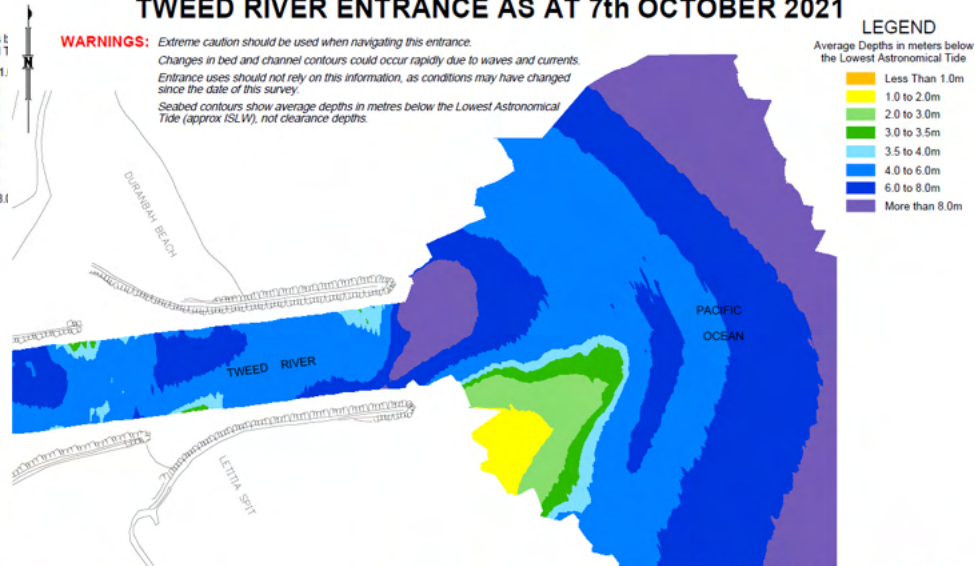 TWEED RIVER ENTRANCE AS AT 7th OCTOBER 2021
WARNINGS: Extreme caution should be used when navigating this entrance.
Changes in bed and channel contours could occur rapidly due to waves and currents.
Entrance uses should not rely on this information, as conditions may have changed
since the date of this survey.
Seabed contours show average depths in metres below the Lowest Astronomical
Tide (approx ISLW), not clearance depths.
N
LEGEND
Average Depths in meters below
the Lowest Astronomical Tide
Less Than 1.0m
1.0 to 2.0m
2.0 to 3.0m
3.0 to 3.5m
3.5 to 4.0m
4.0 to 6.0m
6.0 to 8.0m
More than 8.0m
DURANBAH BEACH
PACIFIC
OCEAN
TWEED RIVER
LETITIA SPIT